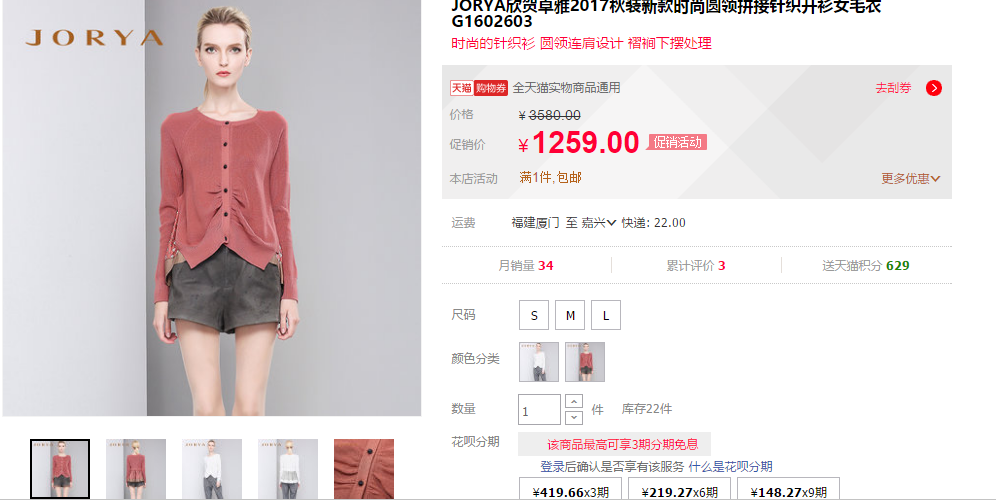 JORYA
JORYA欣贺卓雅2017秋装新款时尚圆领拼接针织开衫女毛衣
G1602603
时尚的针织衫 圆领连肩设计 褶裥下摆处理
天猫 购物券 全天猫实物商品通用 去刮券
价格 ¥3580.00
促销价 ¥1259.00 促销活动
本店活动 满1件,包邮 更多优惠
运费 福建厦门 至 嘉兴 快递: 22.00
月销量 34 累计评价 3 送天猫积分 629
尺码 S M L
颜色分类
JORYA JORYA
数量 1 件 库存22件
花呗分期 该商品最高可享3期分期免息
登录后确认是否享有该服务 什么是花呗分期
¥419.66x3期 ¥219.27x6期 ¥148.27x9期
JORYA JORYA JORYA JORYA